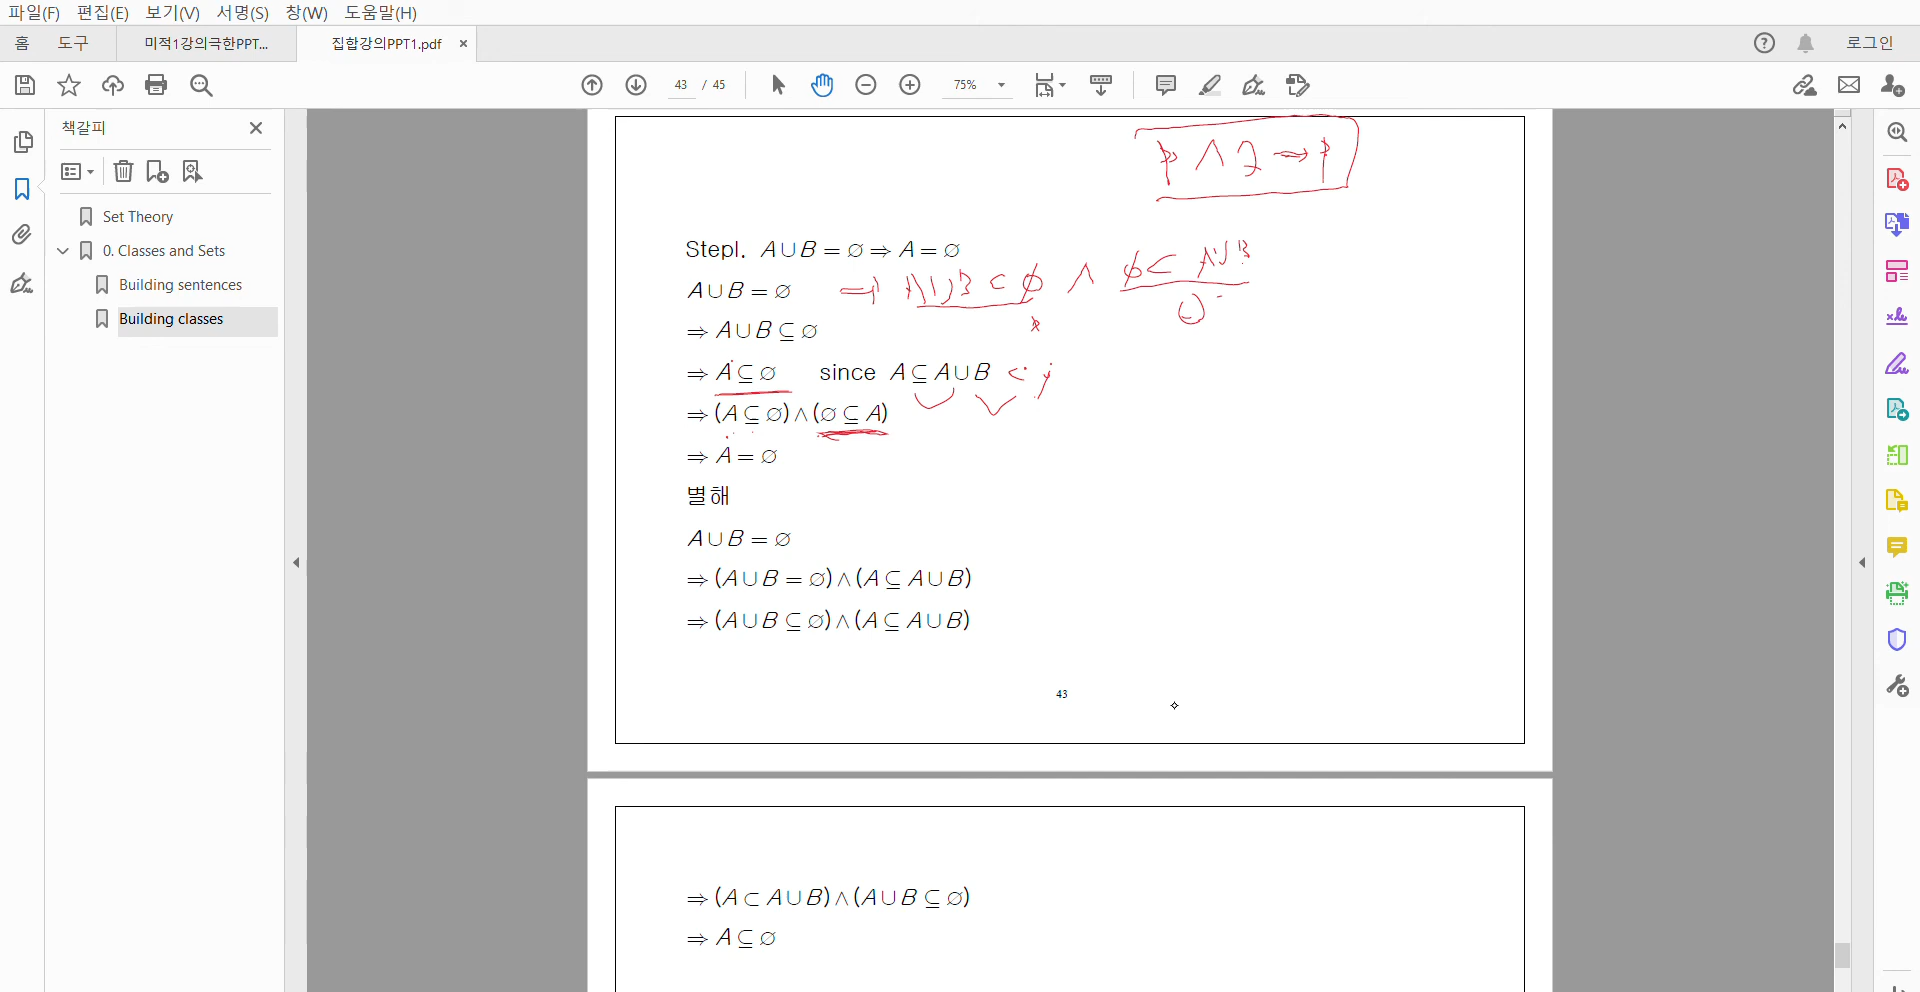 파일(F) 편집(E) 보기(V) 서명(S) 창(W) 도움말(H)
홈 도구 미적1강의극한PPT... 집합강의PPT1.pdf × 로그인
43 / 45 75%
책갈피
Set Theory
0. Classes and Sets
Building sentences
Building classes
p ∧ q → p
StepⅠ. A∪B = ∅ ⇒ A = ∅
A∪B = ∅ → A∪B ⊂ ∅ ∧ ∅ ⊂ A∪B
⇒ A∪B ⊆ ∅
⇒ A ⊆ ∅ since A ⊆ A∪B
⇒ (A ⊆ ∅)∧(∅ ⊆ A)
⇒ A = ∅
별해
A∪B = ∅
⇒ (A∪B = ∅)∧(A ⊆ A∪B)
⇒ (A∪B ⊆ ∅)∧(A ⊆ A∪B)
43
⇒ (A ⊂ A∪B)∧(A∪B ⊆ ∅)
⇒ A ⊆ ∅